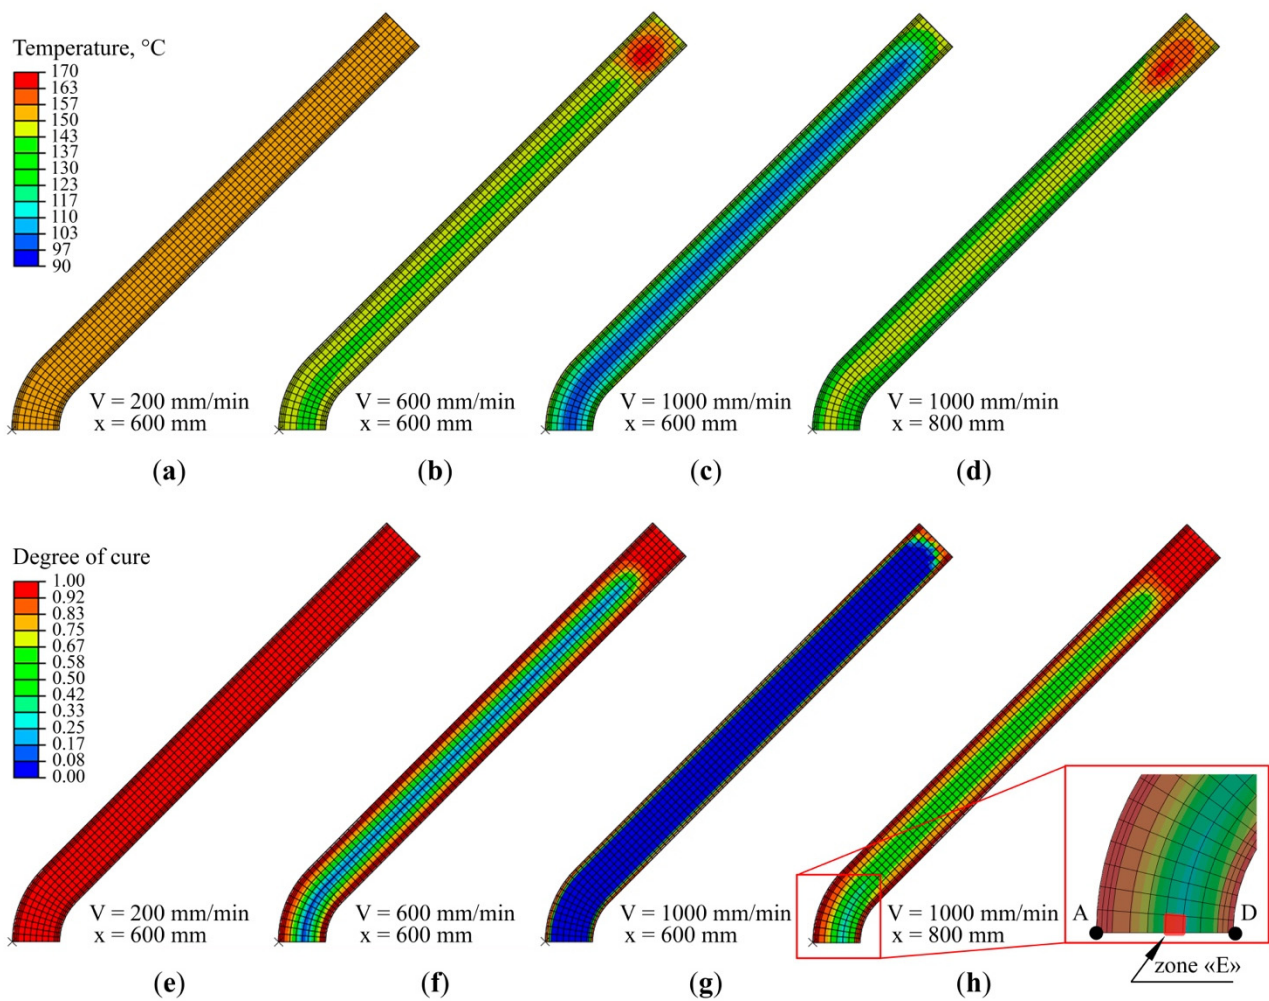 Temperature, °C
170
163
157
150
143
137
130
123
117
110
103
97
90
V = 200 mm/min
x = 600 mm
V = 600 mm/min
x = 600 mm
V = 1000 mm/min
x = 600 mm
V = 1000 mm/min
x = 800 mm
(a)
(b)
(c)
(d)
Degree of cure
1.00
0.92
0.83
0.75
0.67
0.58
0.50
0.42
0.33
0.25
0.17
0.08
0.00
V = 200 mm/min
x = 600 mm
V = 600 mm/min
x = 600 mm
V = 1000 mm/min
x = 600 mm
V = 1000 mm/min
x = 800 mm
A
D
zone «E»
(e)
(f)
(g)
(h)